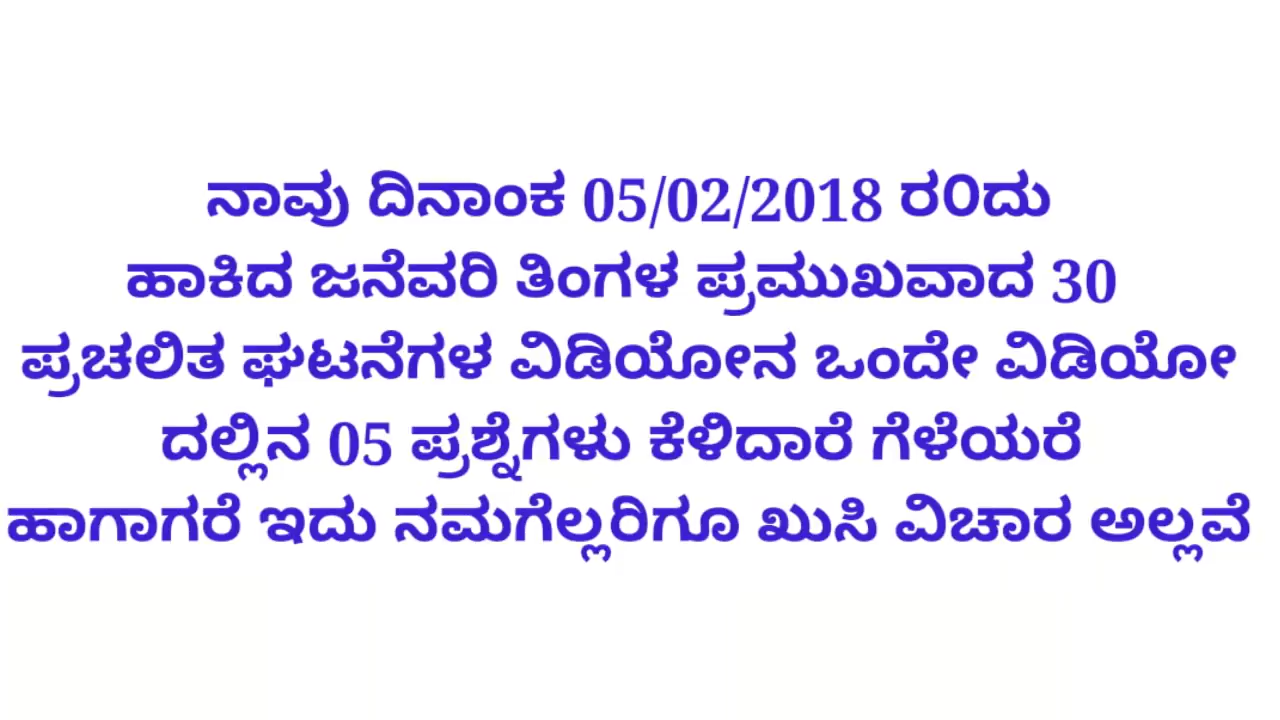 ನಾವು ದಿನಾಂಕ 05/02/2018 ರ೦ದು
ಹಾಕಿದ ಜನೆವರಿ ತಿಂಗಳ ಪ್ರಮುಖವಾದ 30
ಪ್ರಚಲಿತ ಘಟನೆಗಳ ವಿಡಿಯೋನ ಒಂದೇ ವಿಡಿಯೋ
ದಲ್ಲಿನ 05 ಪ್ರಶ್ನೆಗಳು ಕೆಳಿದಾರೆ ಗೆಳೆಯರೆ
ಹಾಗಾಗರೆ ಇದು ನಮಗೆಲ್ಲರಿಗೂ ಖುಸಿ ವಿಚಾರ ಅಲ್ಲವೆ